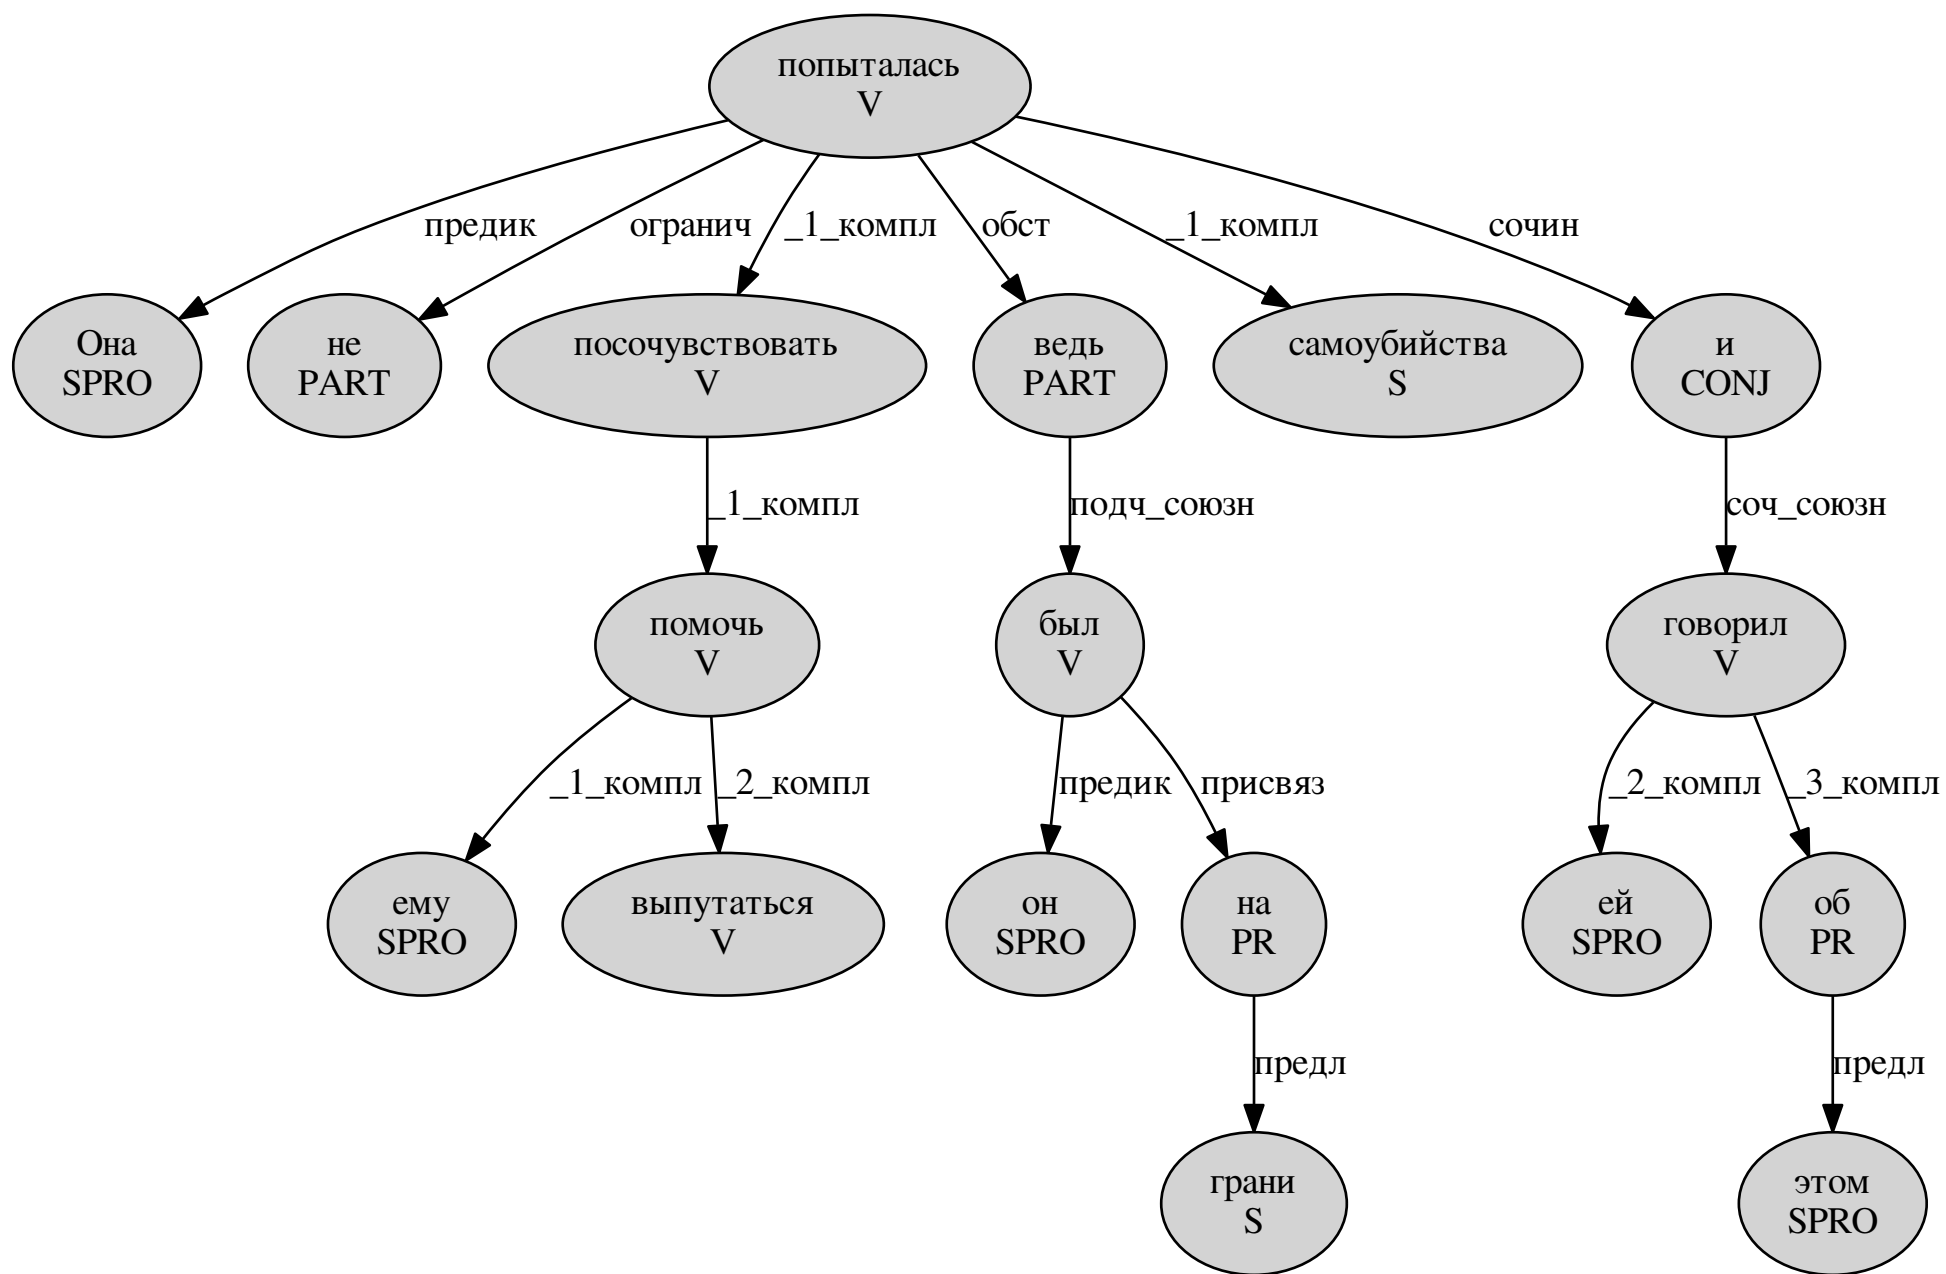 попыталась
V
предик
огранич
_1_компл
обст
_1_компл
сочин
Она
SPRO
не
PART
посочувствовать
V
ведь
PART
самоубийства
S
и
CONJ
_1_компл
подч_союзн
соч_союзн
помочь
V
был
V
говорил
V
_1_компл
_2_компл
предик
присвяз
_2_компл
_3_компл
ему
SPRO
выпутаться
V
он
SPRO
на
PR
ей
SPRO
об
PR
предл
предл
грани
S
этом
SPRO